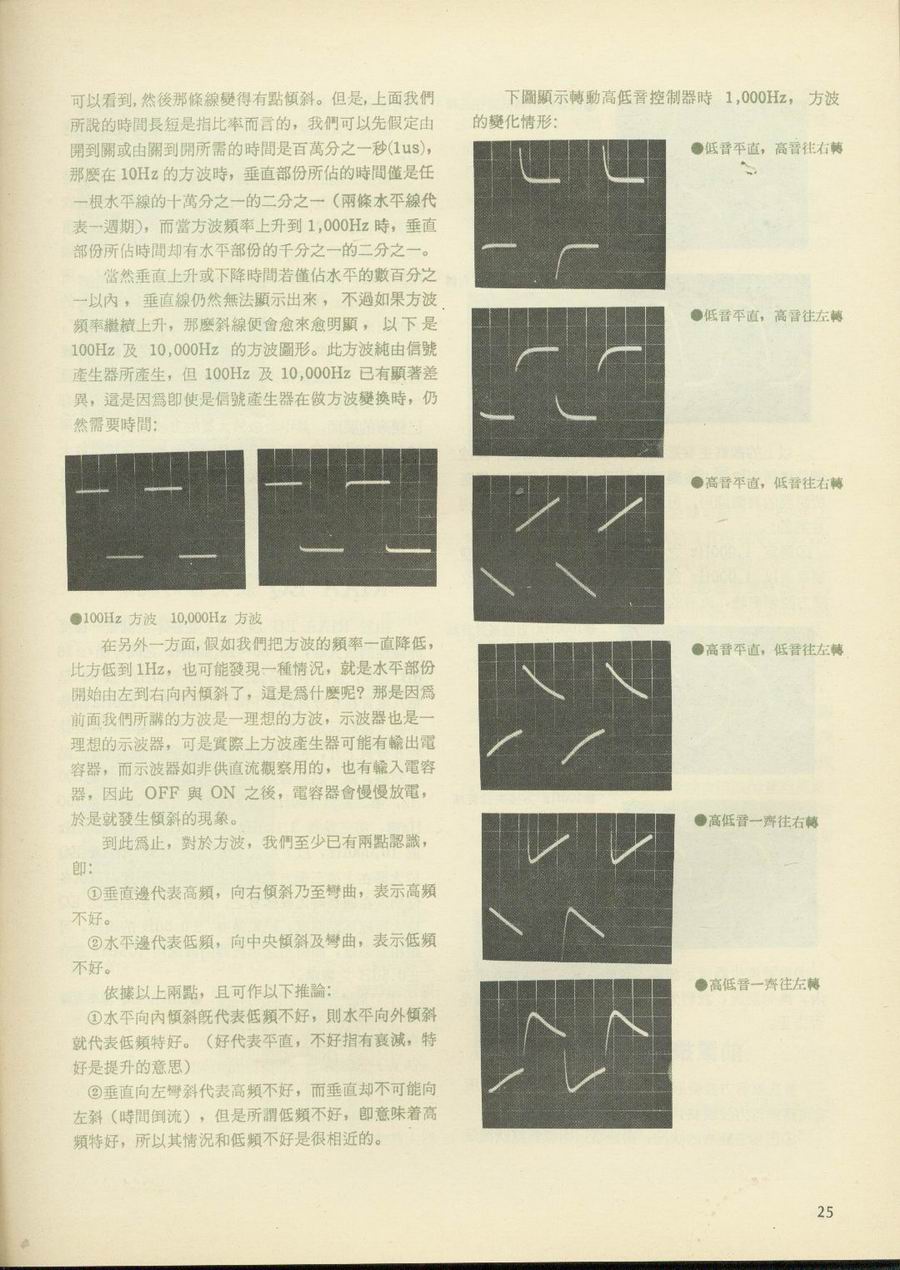 可以看到,然後那條線變得有點傾斜。但是,上面我們
所說的時間長短是指比率而言的，我們可以先假定由
開到關或由關到開所需的時間是百萬分之一秒(1us)，
那麽在10Hz的方波時，垂直部份所佔的時間僅是任
一根水平線的十萬分之一的二分之一（兩條水平線代
表一週期），而當方波頻率上升到1,000Hz時，垂直
部份所佔時間却有水平部份的千分之一的二分之一。
當然垂直上升或下降時間若僅佔水平的數百分之
一以內，垂直線仍然無法顯示出來，不過如果方波
頻率繼續上升，那麽斜線便會愈來愈明顯，以下是
100Hz 及 10,000Hz 的方波圖形。此方波純由信號
產生器所產生，但 100Hz 及 10,000Hz 已有顯著差
異，這是因爲卽使是信號產生器在做方波變換時，仍
然需要時間:
●100Hz 方波 10,000Hz 方波
在另外一方面,假如我們把方波的頻率一直降低，
比方低到1Hz，也可能發現一種情況，就是水平部份
開始由左到右向內傾斜了，這是爲什麽呢？那是因爲
前面我們所講的方波是一理想的方波，示波器也是一
理想的示波器，可是實際上方波產生器可能有輸出電
容器，而示波器如非供直流觀察用的，也有輸入電容
器，因此 OFF 與 ON 之後，電容器會慢慢放電，
於是就發生傾斜的現象。
到此爲止，對於方波，我們至少已有兩點認識，
卽:
①垂直邊代表高頻，向右傾斜乃至彎曲，表示高頻
不好。
②水平邊代表低頻，向中央傾斜及彎曲，表示低頻
不好。
依據以上兩點，且可作以下推論:
①水平向內傾斜旣代表低頻不好，則水平向外傾斜
就代表低頻特好。（好代表平直，不好指有衰減，特
好是提升的意思）
②垂直向左彎斜代表高頻不好，而垂直却不可能向
左斜（時間倒流），但是所謂低頻不好，卽意味着高
頻特好，所以其情況和低頻不好是很相近的。
下圖顯示轉動高低音控制器時 1,000Hz，方波
的變化情形:
●低音平直，高音往右轉
●低音平直，高音往左轉
●高音平直，低音往右轉
●高音平直，低音往左轉
●高低音一齊往右轉
●高低音一齊往左轉
25